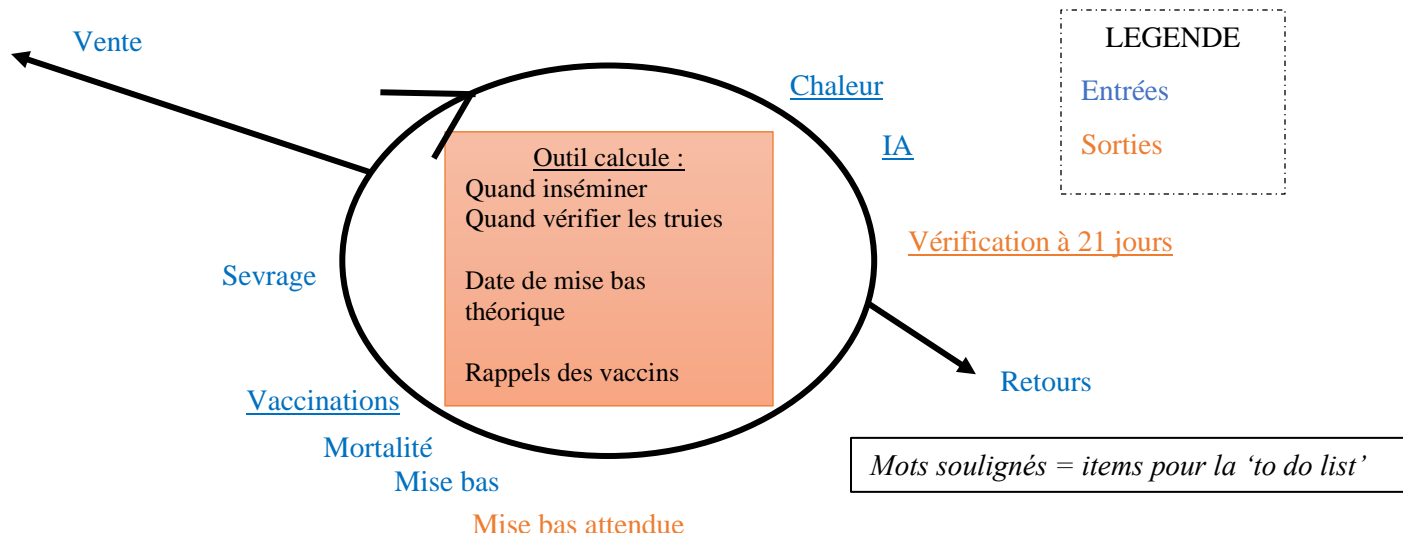 Vente
LEGENDE
Chaleur
Entrées
Sorties
IA
Outil calcule :
Quand inséminer
Quand vérifier les truies
Vérification à 21 jours
Sevrage
Date de mise bas
théorique
Rappels des vaccins
Retours
Vaccinations
Mortalité
Mots soulignés = items pour la ‘to do list’
Mise bas
Mise bas attendue